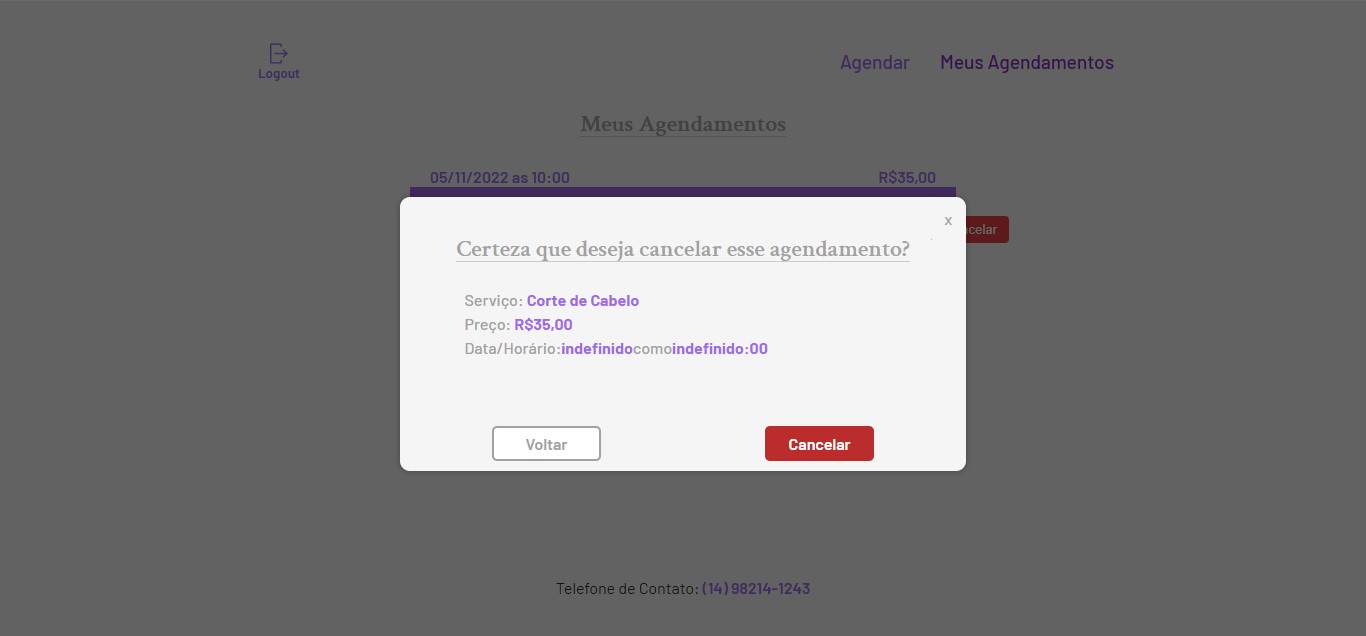 Logout
Agendar
Meus Agendamentos
Meus Agendamentos
05/11/2022 as 10:00
R$35,00
x
ncelar
Certeza que deseja cancelar esse agendamento?
Serviço: Corte de Cabelo
Preço: R$35,00
Data/Horário:indefinidocomoindefinido:00
Voltar
Cancelar
Telefone de Contato: (14) 98214-1243